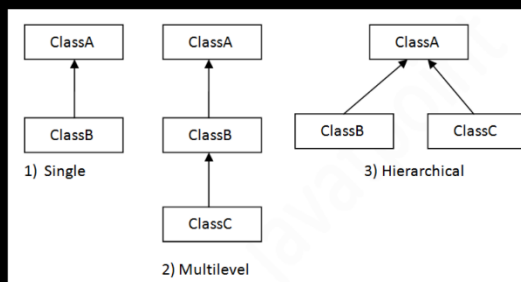 ClassA
ClassB
1) Single
ClassA
ClassB
ClassC
2) Multilevel
ClassA
ClassB
ClassC
3) Hierarchical